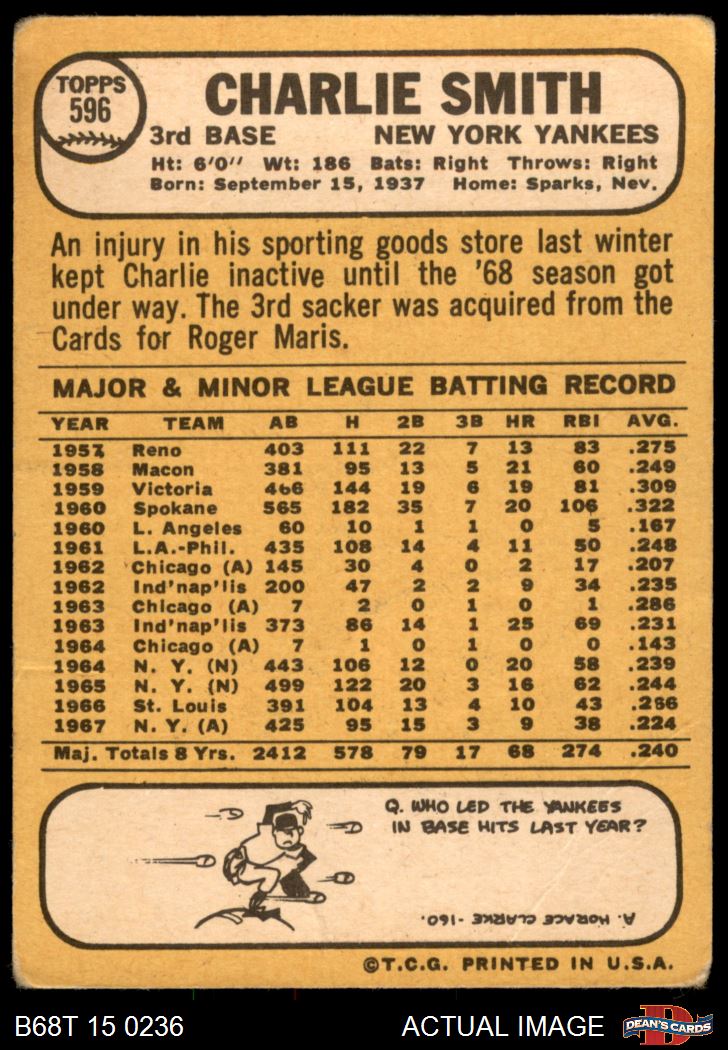 TOPPS
596
CHARLIE SMITH
3rd BASE NEW YORK YANKEES
Ht: 6'0" Wt: 186 Bats: Right Throws: Right
Born: September 15, 1937 Home: Sparks, Nev.
An injury in his sporting goods store last winter
kept Charlie inactive until the '68 season got
under way. The 3rd sacker was acquired from the
Cards for Roger Maris.
MAJOR & MINOR LEAGUE BATTING RECORD
YEAR TEAM AB H 2B 3B HR RBI AVG.
1957 Reno 403 111 22 7 13 83 .275
1958 Macon 381 95 13 5 21 60 .249
1959 Victoria 466 144 19 6 19 81 .309
1960 Spokane 565 182 35 7 20 106 .322
1960 L. Angeles 60 10 1 1 0 5 .167
1961 L.A.-Phil. 435 108 14 4 11 50 .248
1962 Chicago (A) 145 30 4 0 2 17 .207
1962 Ind'nap'lis 200 47 2 2 9 34 .235
1963 Chicago (A) 7 2 0 1 0 1 .286
1963 Ind'nap'lis 373 86 14 1 25 69 .231
1964 Chicago (A) 7 1 0 1 0 0 .143
1964 N. Y. (N) 443 106 12 0 20 58 .239
1965 N. Y. (N) 499 122 20 3 16 62 .244
1966 St. Louis 391 104 13 4 10 43 .266
1967 N. Y. (A) 425 95 15 3 9 38 .224
Maj. Totals 8 Yrs. 2412 578 79 17 68 274 .240
Q. WHO LED THE YANKEES
IN BASE HITS LAST YEAR?
A. HORACE CLARKE - 160.
©T.C.G. PRINTED IN U.S.A.
B68T 15 0236 ACTUAL IMAGE D DEAN'S CARDS